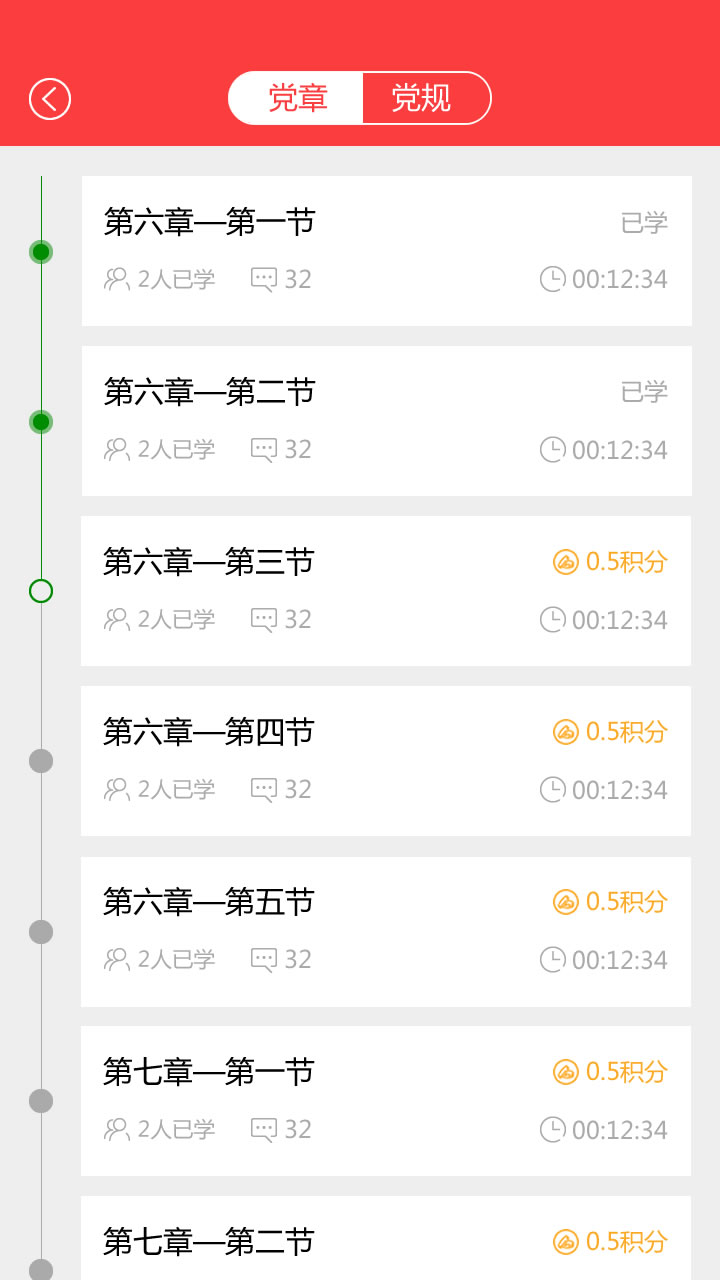 党章 党规
第六章—第一节 已学
2人已学 32 00:12:34
第六章—第二节 已学
2人已学 32 00:12:34
第六章—第三节 0.5积分
2人已学 32 00:12:34
第六章—第四节 0.5积分
2人已学 32 00:12:34
第六章—第五节 0.5积分
2人已学 32 00:12:34
第七章—第一节 0.5积分
2人已学 32 00:12:34
第七章—第二节 0.5积分